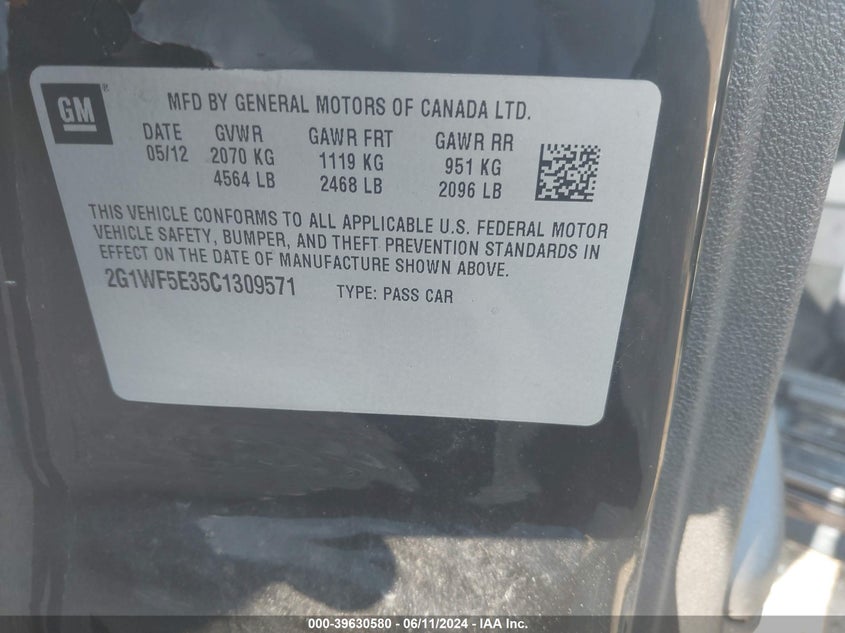 GM ®
MFD BY GENERAL MOTORS OF CANADA LTD.
DATE GVWR GAWR FRT GAWR RR
05/12 2070 KG 1119 KG 951 KG
4564 LB 2468 LB 2096 LB
THIS VEHICLE CONFORMS TO ALL APPLICABLE U.S. FEDERAL MOTOR
VEHICLE SAFETY, BUMPER, AND THEFT PREVENTION STANDARDS IN
EFFECT ON THE DATE OF MANUFACTURE SHOWN ABOVE.
2G1WF5E35C1309571 TYPE: PASS CAR
000-39630580 - 06/11/2024 - IAA Inc.